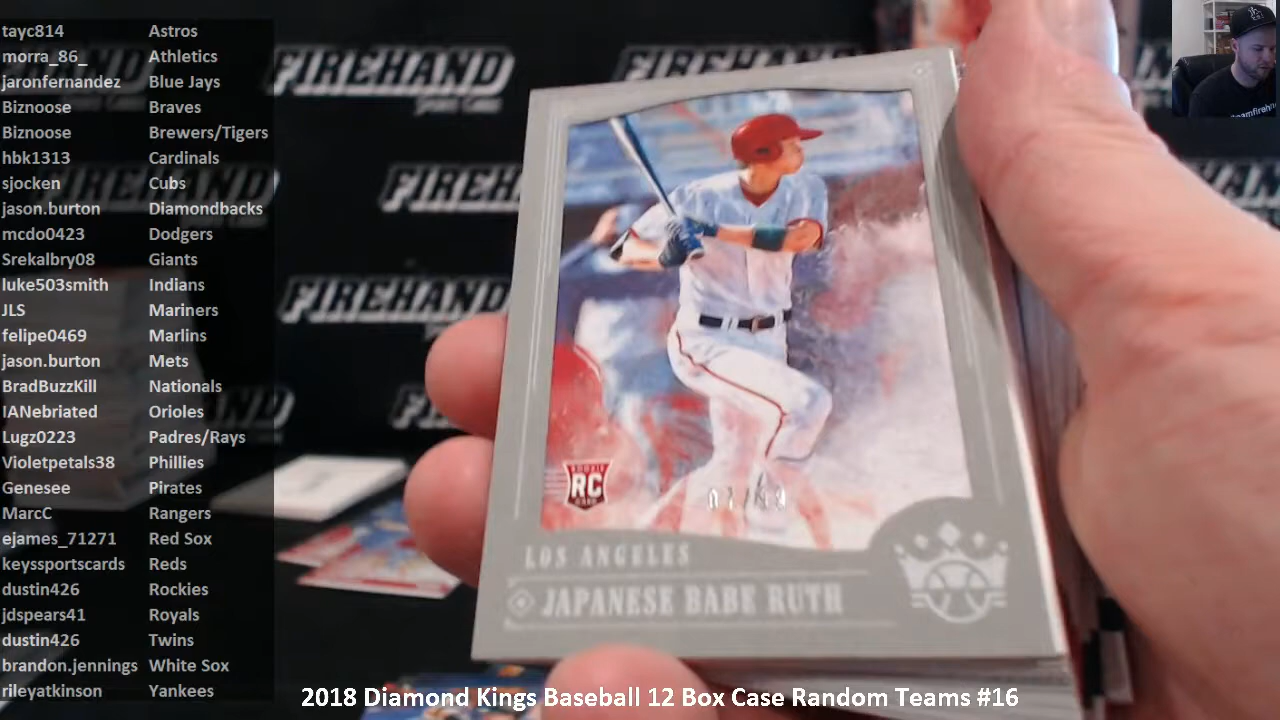 tayc814 Astros
morra_86_ Athletics
jaronfernandez Blue Jays
Biznoose Braves
Biznoose Brewers/Tigers
hbk1313 Cardinals
sjocken Cubs
jason.burton Diamondbacks
mcdo0423 Dodgers
Srekalbry08 Giants
luke503smith Indians
JLS Mariners
felipe0469 Marlins
jason.burton Mets
BradBuzzKill Nationals
IANebriated Orioles
Lugz0223 Padres/Rays
Violetpetals38 Phillies
Genesee Pirates
MarcC Rangers
ejames_71271 Red Sox
keyssportscards Reds
dustin426 Rockies
jdspears41 Royals
dustin426 Twins
brandon.jennings White Sox
rileyatkinson Yankees
FIREHAND
FIREHAND
FIREHAND
FIREHAND
FIREHAND
RC
LOS ANGELES
JAPANESE BABE RUTH
2018 Diamond Kings Baseball 12 Box Case Random Teams #16